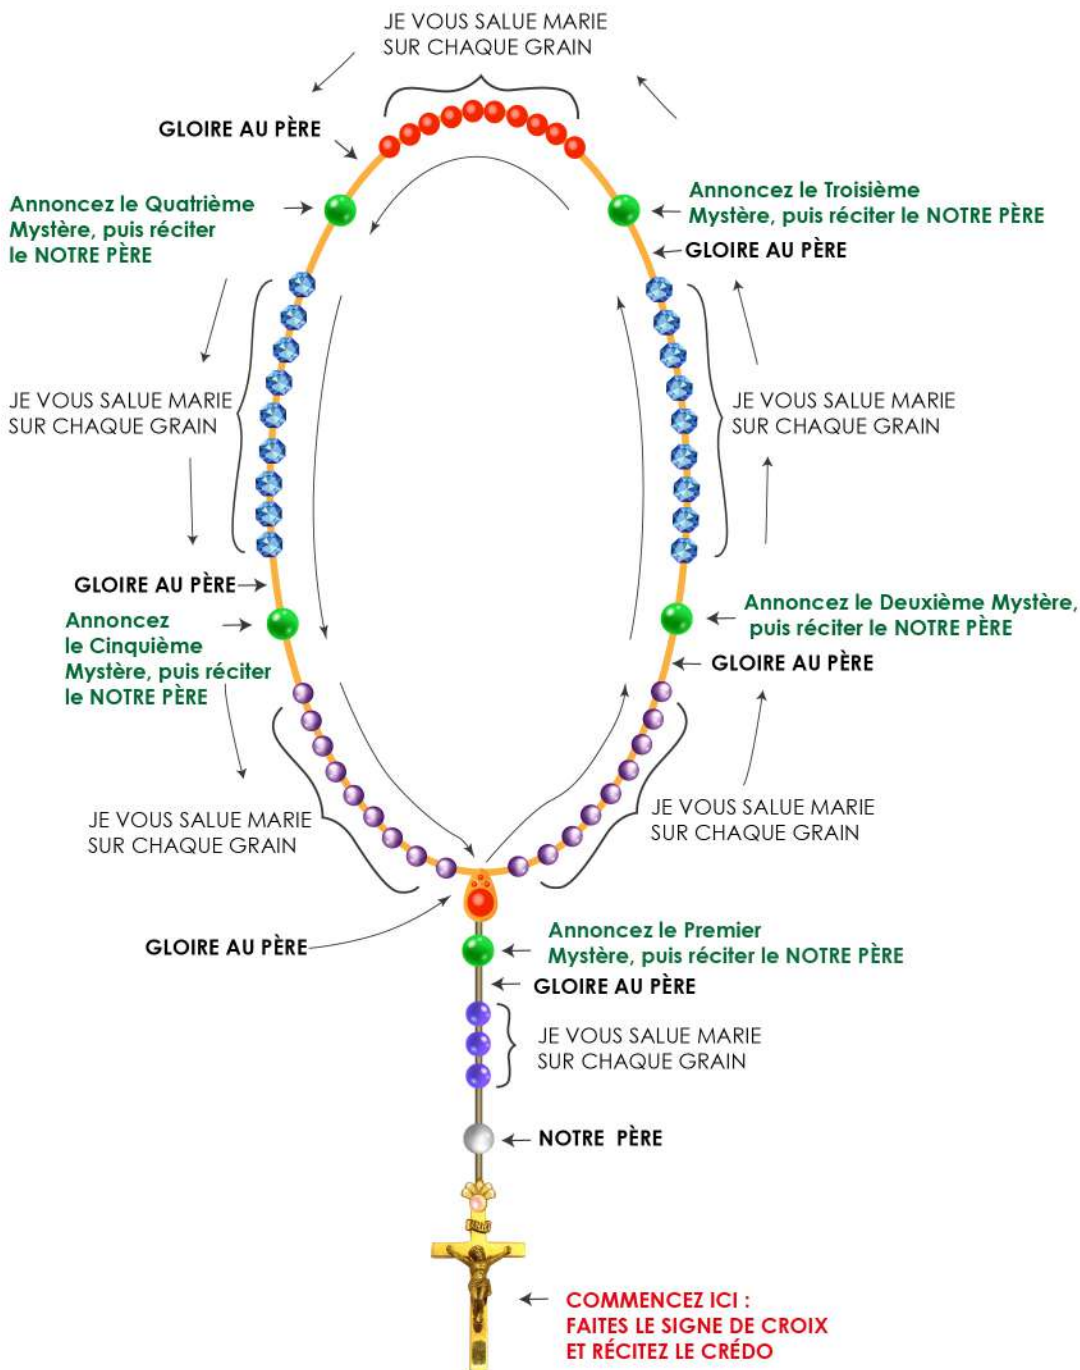 JE VOUS SALUE MARIE
SUR CHAQUE GRAIN
GLOIRE AU PÈRE
Annoncez le Quatrième
Mystère, puis réciter
le NOTRE PÈRE
Annoncez le Troisième
Mystère, puis réciter le NOTRE PÈRE
GLOIRE AU PÈRE
JE VOUS SALUE MARIE
SUR CHAQUE GRAIN
JE VOUS SALUE MARIE
SUR CHAQUE GRAIN
GLOIRE AU PÈRE
Annoncez
le Cinquième
Mystère, puis réciter
le NOTRE PÈRE
Annoncez le Deuxième Mystère,
puis réciter le NOTRE PÈRE
GLOIRE AU PÈRE
JE VOUS SALUE MARIE
SUR CHAQUE GRAIN
JE VOUS SALUE MARIE
SUR CHAQUE GRAIN
GLOIRE AU PÈRE
Annoncez le Premier
Mystère, puis réciter le NOTRE PÈRE
GLOIRE AU PÈRE
JE VOUS SALUE MARIE
SUR CHAQUE GRAIN
NOTRE PÈRE
COMMENCEZ ICI :
FAITES LE SIGNE DE CROIX
ET RÉCITEZ LE CRÉDO